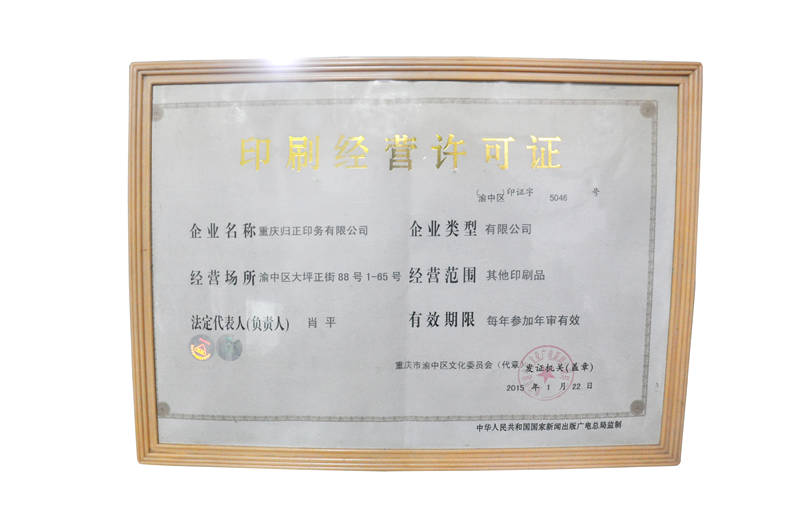 印刷经营许可证
(渝中区)印证字 5046 号
企业名称 重庆归正印务有限公司 企业类型 有限公司
经营场所 渝中区大坪正街88号1-65号 经营范围 其他印刷品
法定代表人(负责人) 肖平 有效期限 每年参加年审有效
重庆市渝中区文化委员会(代章) 发证机关(盖章)
2015 年 1 月 22 日
中华人民共和国国家新闻出版广电总局监制